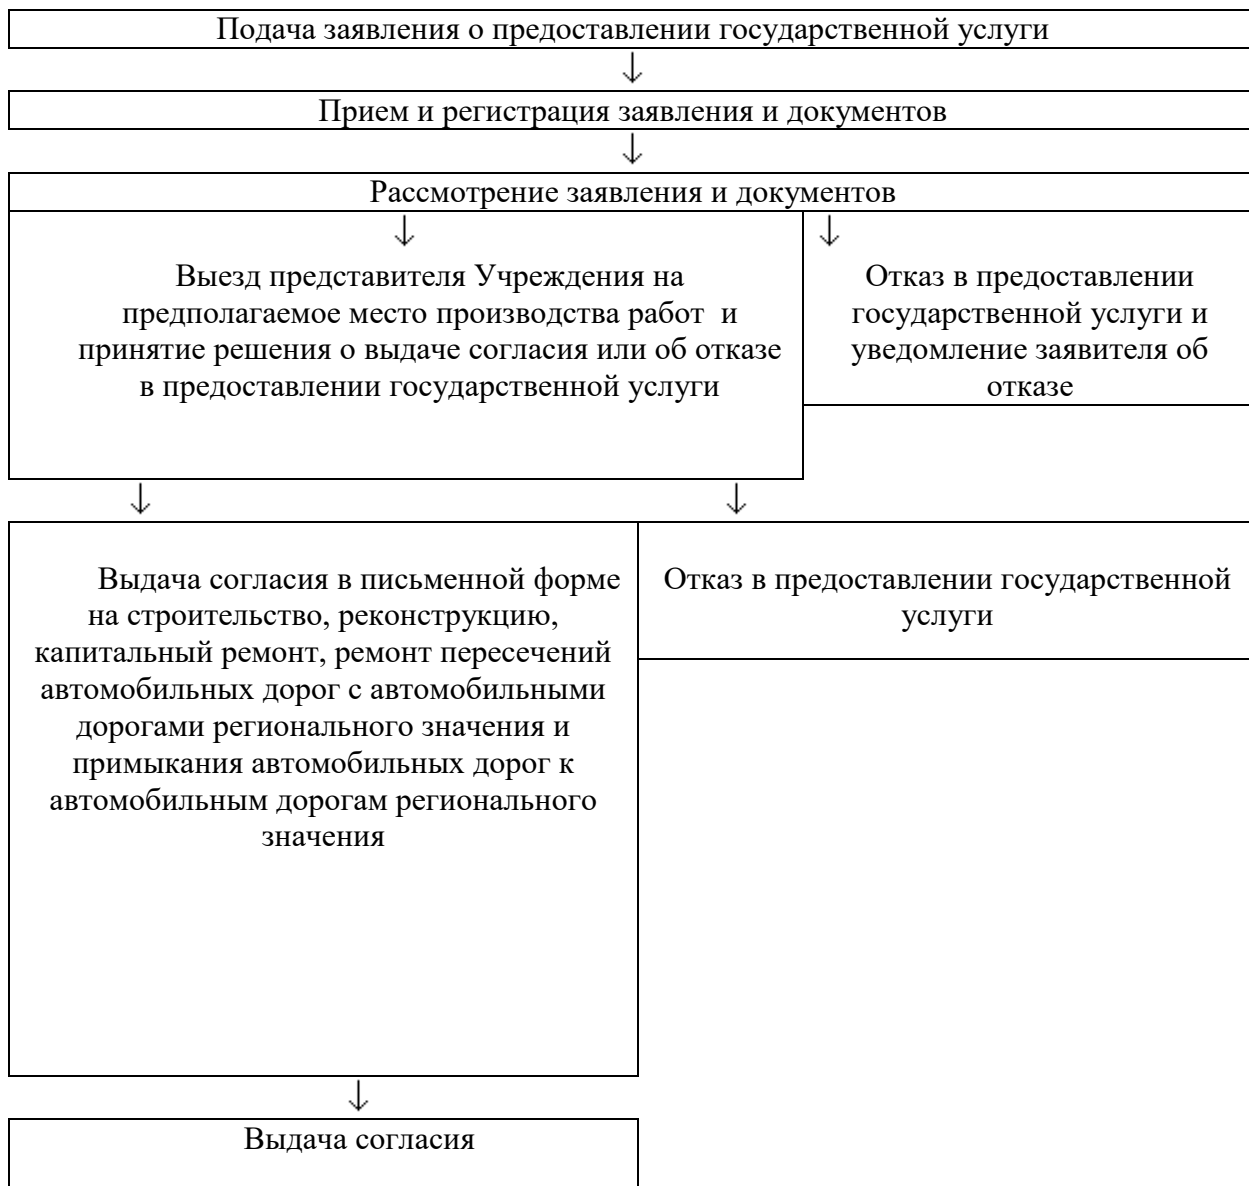 Подача заявления о предоставлении государственной услуги
Прием и регистрация заявления и документов
Рассмотрение заявления и документов
Выезд представителя Учреждения на
предполагаемое место производства работ и
принятие решения о выдаче согласия или об отказе
в предоставлении государственной услуги
Отказ в предоставлении
государственной услуги и
уведомление заявителя об
отказе
Выдача согласия в письменной форме
на строительство, реконструкцию,
капитальный ремонт, ремонт пересечений
автомобильных дорог с автомобильными
дорогами регионального значения и
примыкания автомобильных дорог к
автомобильным дорогам регионального
значения
Отказ в предоставлении государственной
услуги
Выдача согласия